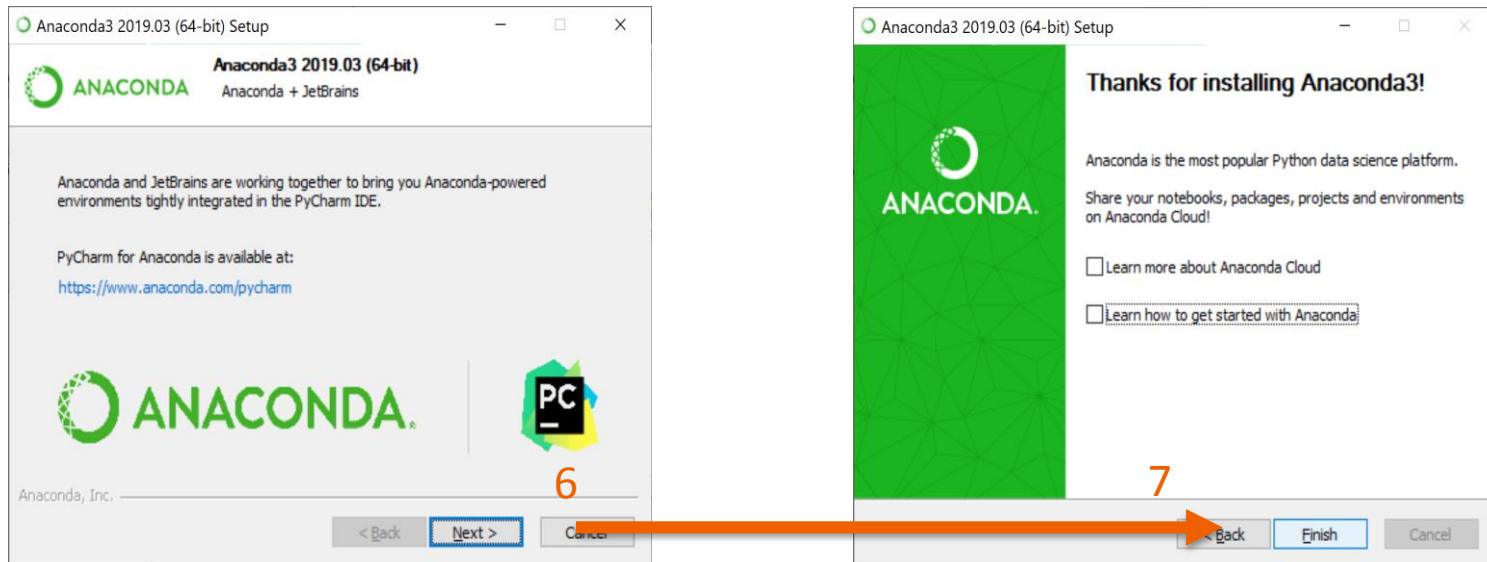 Anaconda3 2019.03 (64-bit) Setup
Anaconda3 2019.03 (64-bit)
Anaconda + JetBrains
ANACONDA
Anaconda and JetBrains are working together to bring you Anaconda-powered
environments tightly integrated in the PyCharm IDE.
PyCharm for Anaconda is available at:
https://www.anaconda.com/pycharm
ANACONDA.
PC
6
Anaconda, Inc.
< Back
Next >
Cancel
Anaconda3 2019.03 (64-bit) Setup
Thanks for installing Anaconda3!
ANACONDA.
Anaconda is the most popular Python data science platform.
Share your notebooks, packages, projects and environments
on Anaconda Cloud!
Learn more about Anaconda Cloud
Learn how to get started with Anaconda
7
< Back
Finish
Cancel